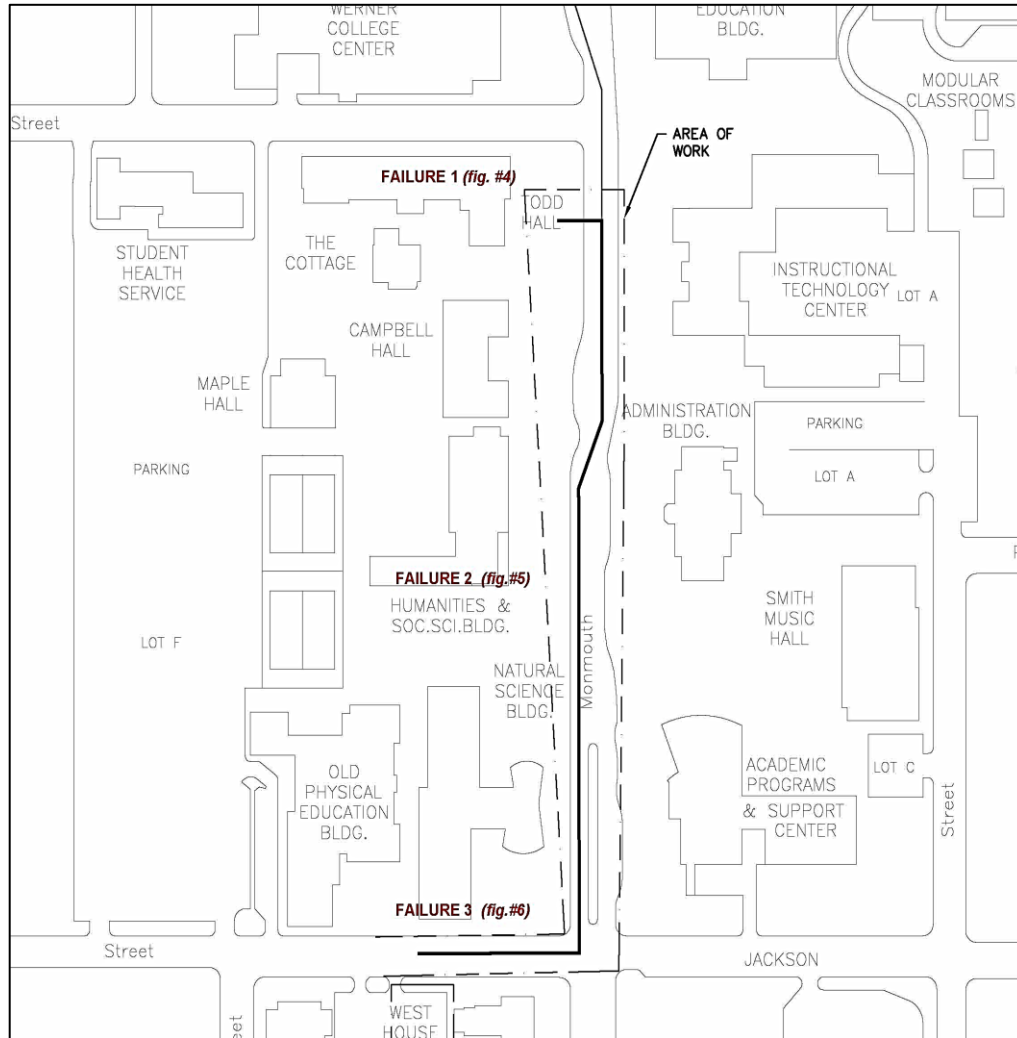 WERNER
COLLEGE
CENTER
EDUCATION
BLDG.
MODULAR
CLASSROOMS
Street
AREA OF
WORK
FAILURE 1 (fig. #4)
TODD
HALL
THE
COTTAGE
STUDENT
HEALTH
SERVICE
INSTRUCTIONAL
TECHNOLOGY
CENTER
LOT A
CAMPBELL
HALL
MAPLE
HALL
ADMINISTRATION
BLDG.
PARKING
PARKING
LOT A
FAILURE 2 (fig.#5)
HUMANITIES &
SOC.SCI.BLDG.
SMITH
MUSIC
HALL
LOT F
Monmouth
NATURAL
SCIENCE
BLDG.
OLD
PHYSICAL
EDUCATION
BLDG.
ACADEMIC
PROGRAMS
& SUPPORT
CENTER
LOT C
Street
FAILURE 3 (fig.#6)
Street
JACKSON
WEST
HOUSE